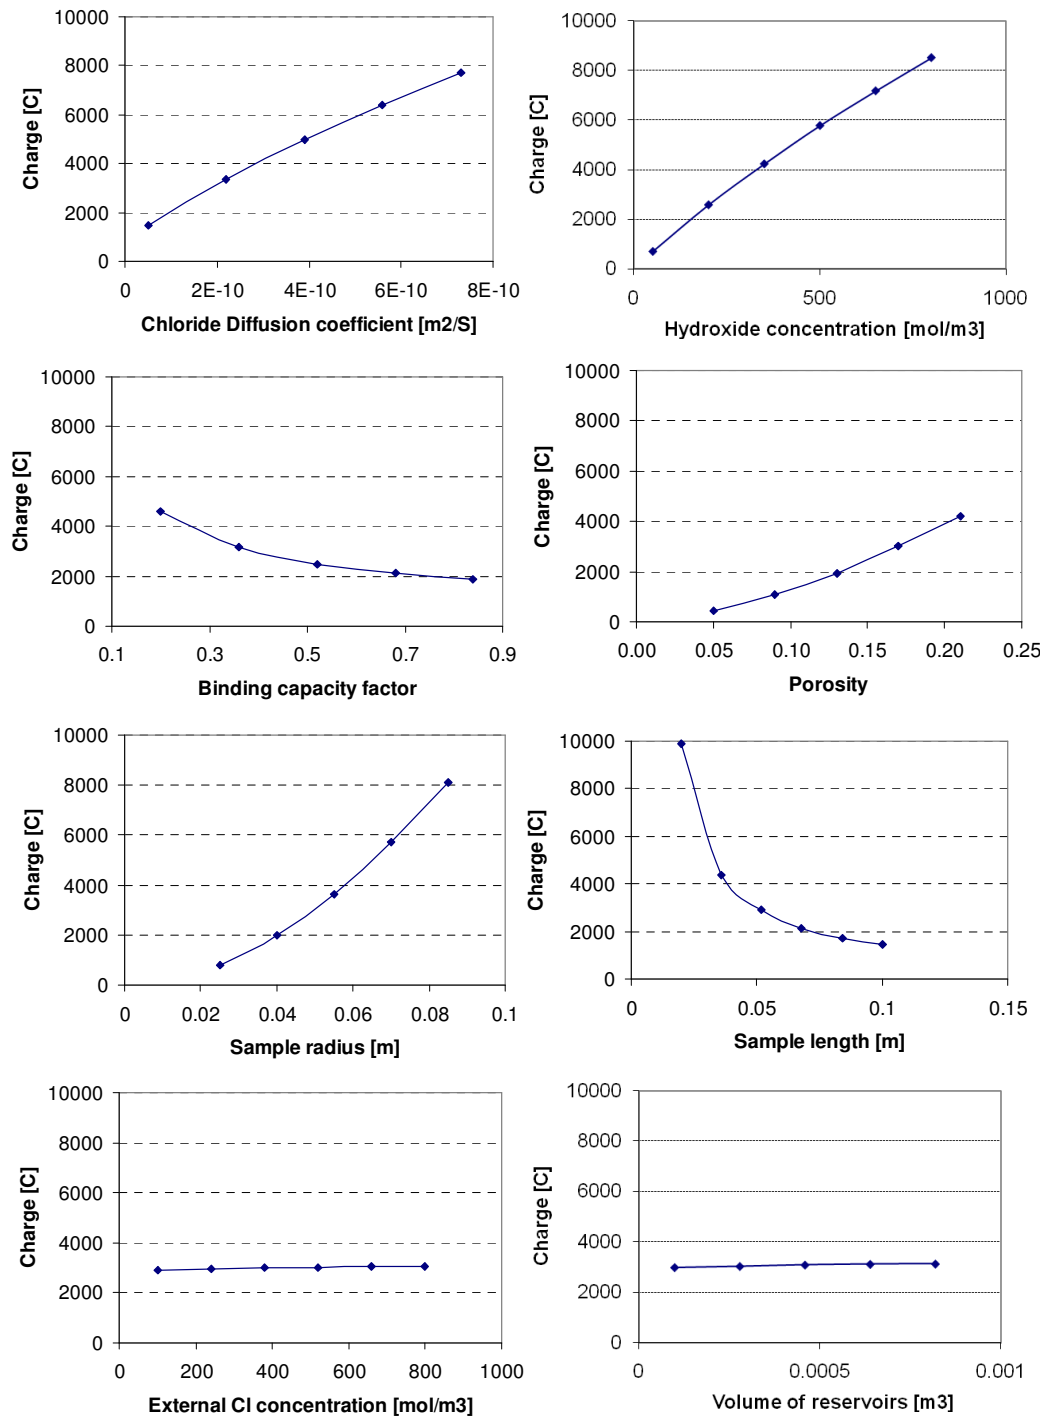 10000
8000
6000
4000
2000
0
Charge [C]
0 2E-10 4E-10 6E-10 8E-10
Chloride Diffusion coefficient [m2/S]
10000
8000
6000
4000
2000
0
Charge [C]
0 500 1000
Hydroxide concentration [mol/m3]
10000
8000
6000
4000
2000
0
Charge [C]
0.1 0.3 0.5 0.7 0.9
Binding capacity factor
10000
8000
6000
4000
2000
0
Charge [C]
0.00 0.05 0.10 0.15 0.20 0.25
Porosity
10000
8000
6000
4000
2000
0
Charge [C]
0 0.02 0.04 0.06 0.08 0.1
Sample radius [m]
10000
8000
6000
4000
2000
0
Charge [C]
0 0.05 0.1 0.15
Sample length [m]
10000
8000
6000
4000
2000
0
Charge [C]
0 200 400 600 800 1000
External Cl concentration [mol/m3]
10000
8000
6000
4000
2000
0
Charge [C]
0 0.0005 0.001
Volume of reservoirs [m3]